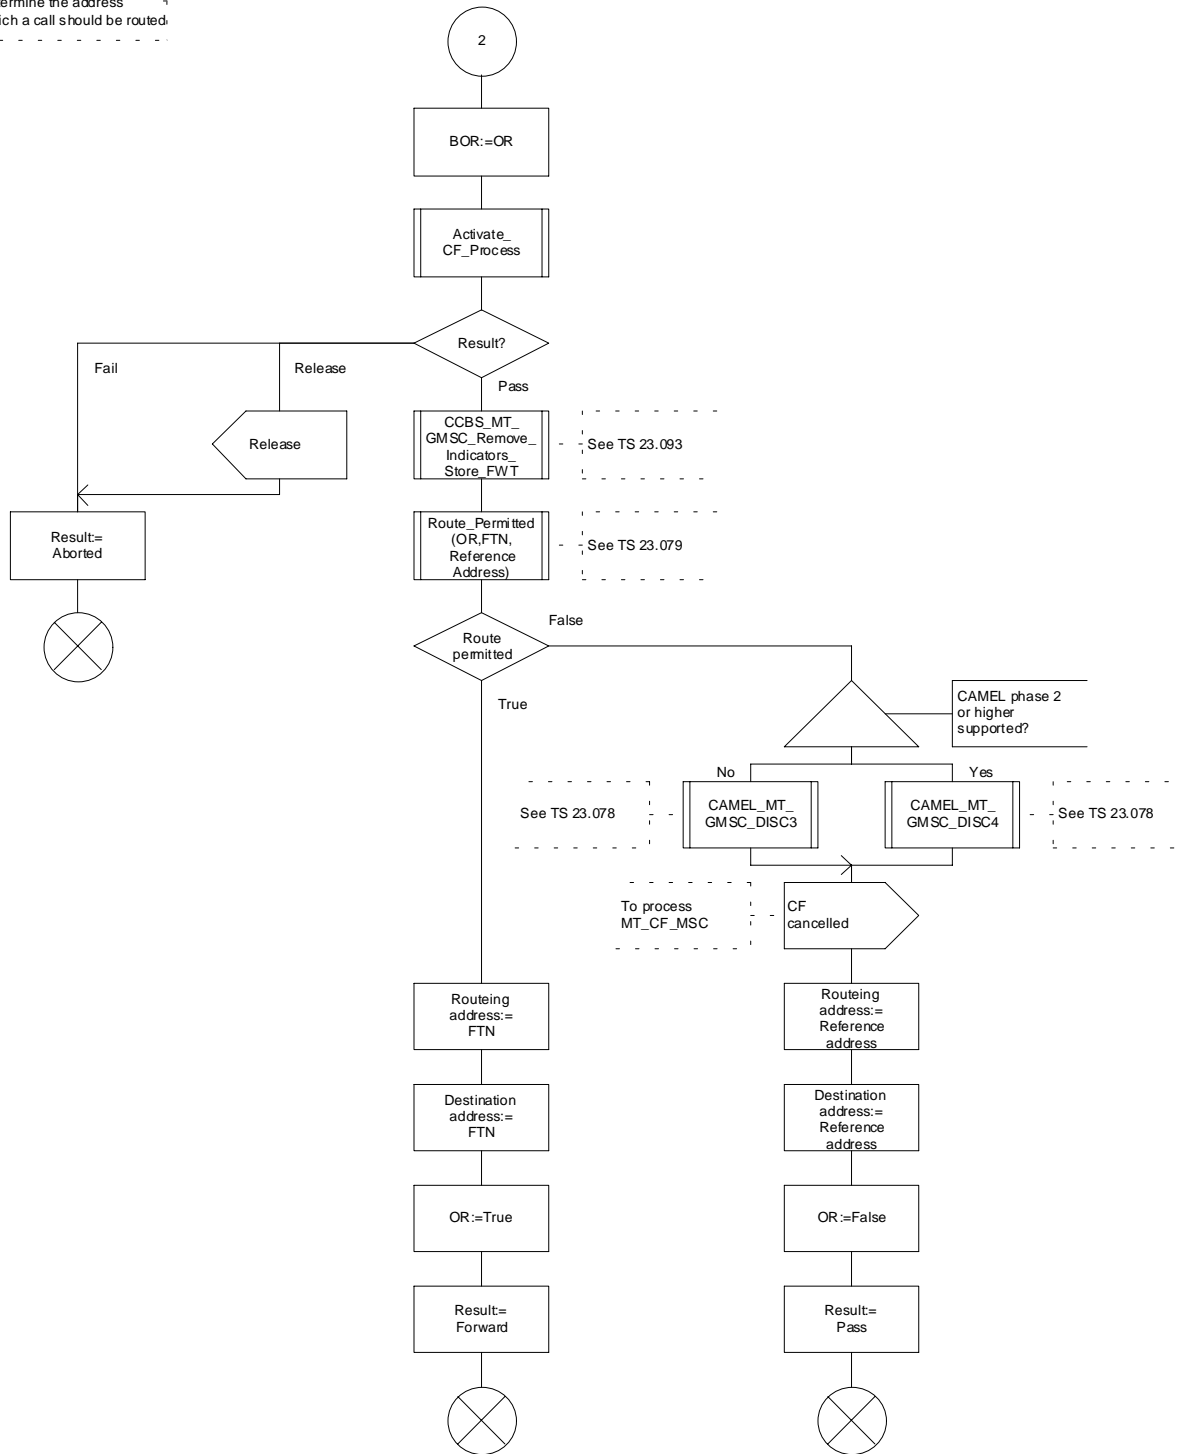 the address
ich a call should be routed
2
BOR:=OR
Activate_
CF_Process
Result?
Fail
Release
Pass
Release
CCBS_MT_
GMSC_Remove_
Indicators_
Store_FWT
See TS 23.093
Result:=
Aborted
Route_Permitted
(OR,FTN,
Reference
Address)
See TS 23.079
False
Route
permitted
True
CAMEL phase 2
or higher
supported?
No
Yes
See TS 23.078
CAMEL_MT_
GMSC_DISC3
CAMEL_MT_
GMSC_DISC4
See TS 23.078
To process
MT_CF_MSC
CF
cancelled
Routeing
address:=
FTN
Routeing
address:=
Reference
address
Destination
address:=
FTN
Destination
address:=
Reference
address
OR:=True
OR:=False
Result:=
Forward
Result:=
Pass